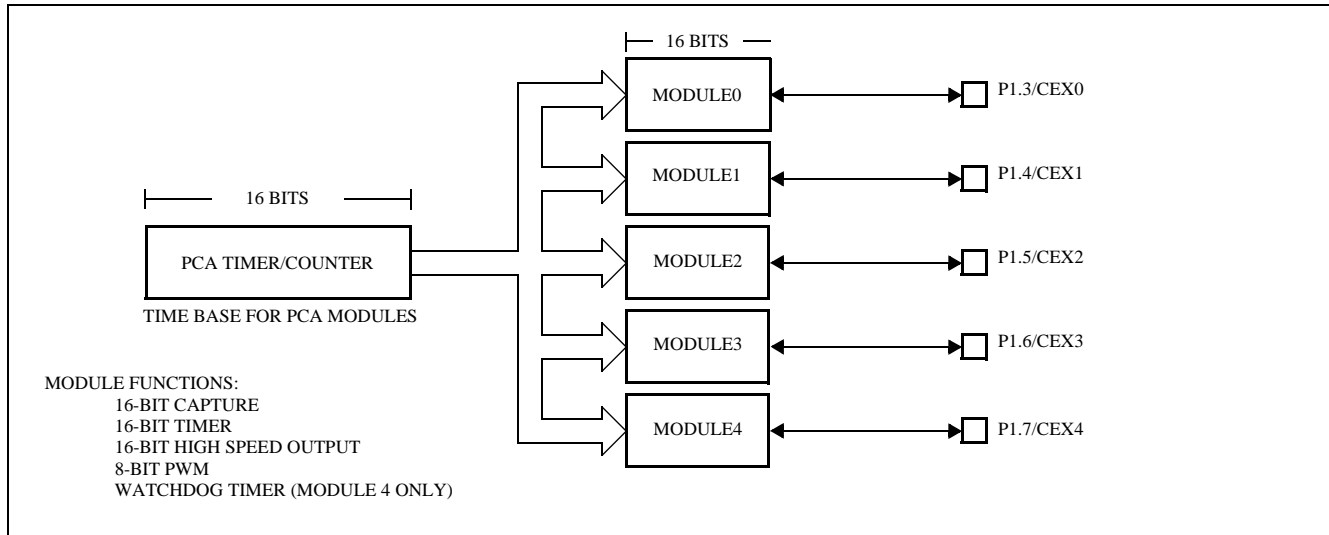 16 BITS
MODULE0
P1.3/CEX0
MODULE1
P1.4/CEX1
16 BITS
PCA TIMER/COUNTER
MODULE2
P1.5/CEX2
TIME BASE FOR PCA MODULES
MODULE3
P1.6/CEX3
MODULE4
P1.7/CEX4
MODULE FUNCTIONS:
16-BIT CAPTURE
16-BIT TIMER
16-BIT HIGH SPEED OUTPUT
8-BIT PWM
WATCHDOG TIMER (MODULE 4 ONLY)